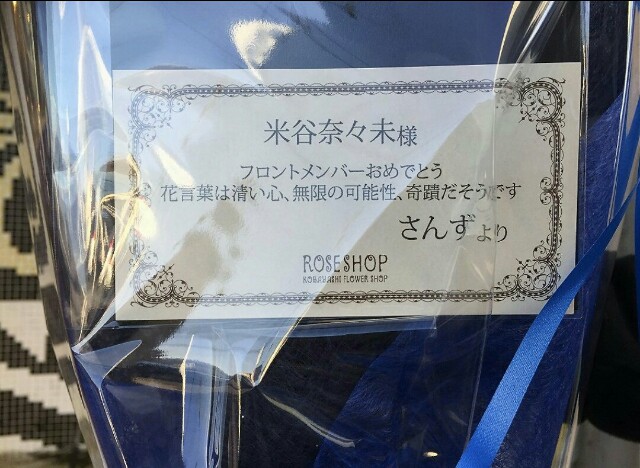 米谷奈々未様
フロントメンバーおめでとう
花言葉は清い心、無限の可能性、奇蹟だそうです
さんずより
ROSESHOP
KOBAYASHI FLOWER SHOP